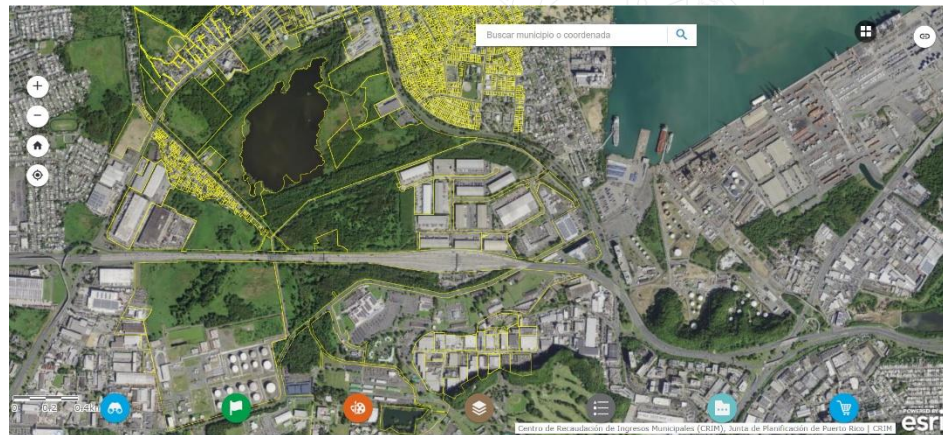 Buscar municipio o coordenada
0 0,2 0,4km
POWERED BY
esri
Centro de Recaudación de Ingresos Municipales (CRIM), Junta de Planificación de Puerto Rico | CRIM